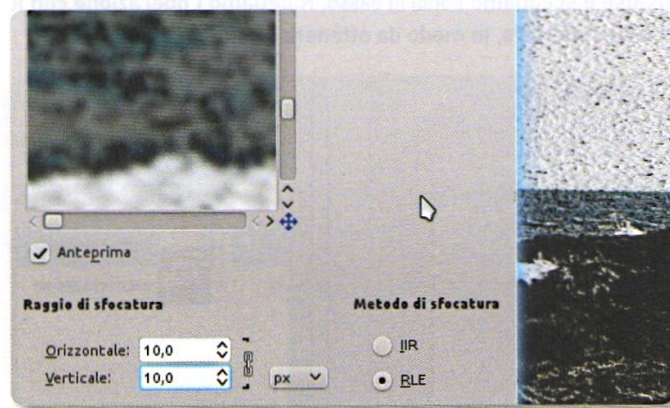 Anteprima
Raggio di sfocatura
Orizzontale: 10,0
Verticale: 10,0 px
Metodo di sfocatura
IIR
RLE